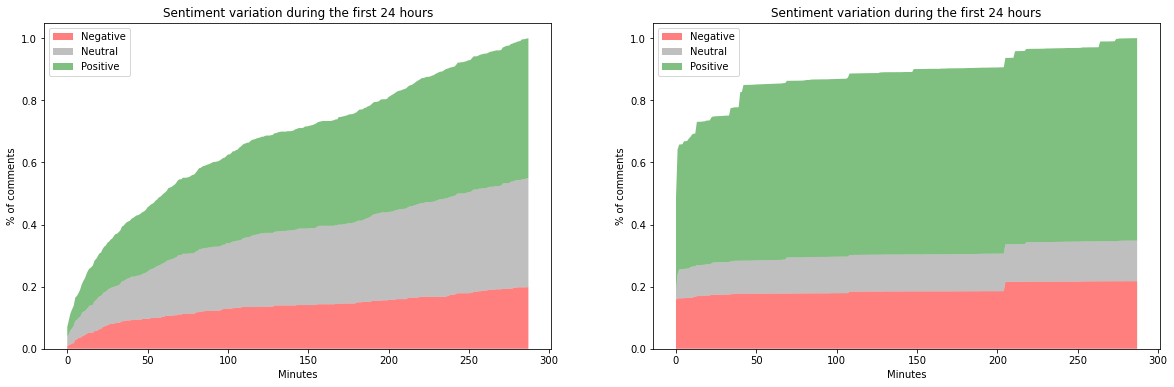 Sentiment variation during the first 24 hours
Negative
Neutral
Positive
% of comments
1.0
0.8
0.6
0.4
0.2
0.0
0 50 100 150 200 250 300
Minutes
Sentiment variation during the first 24 hours
Negative
Neutral
Positive
% of comments
1.0
0.8
0.6
0.4
0.2
0.0
0 50 100 150 200 250 300
Minutes